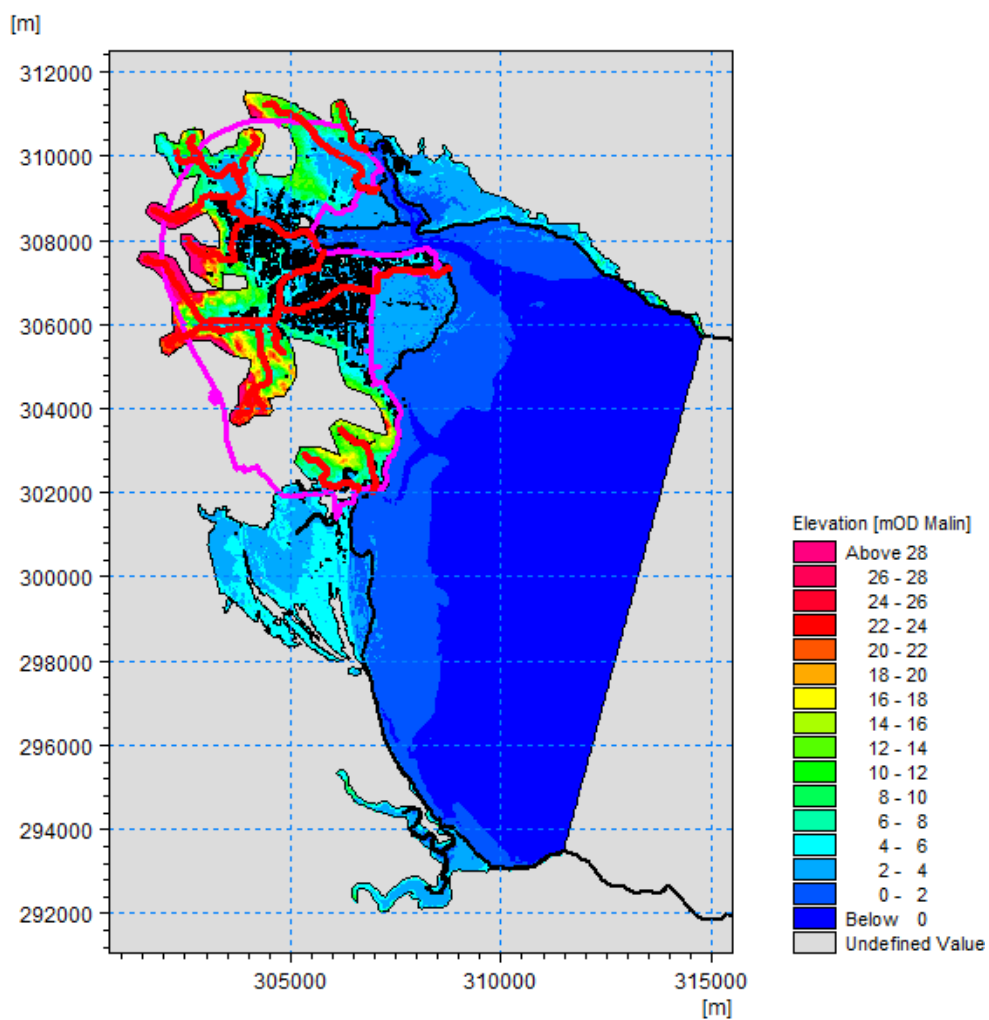 [m]
312000
310000
308000
306000
304000
302000
300000
298000
296000
294000
292000
305000 310000 315000
[m]
Elevation [mOD Malin]
Above 28
26 - 28
24 - 26
22 - 24
20 - 22
18 - 20
16 - 18
14 - 16
12 - 14
10 - 12
8 - 10
6 - 8
4 - 6
2 - 4
0 - 2
Below 0
Undefined Value